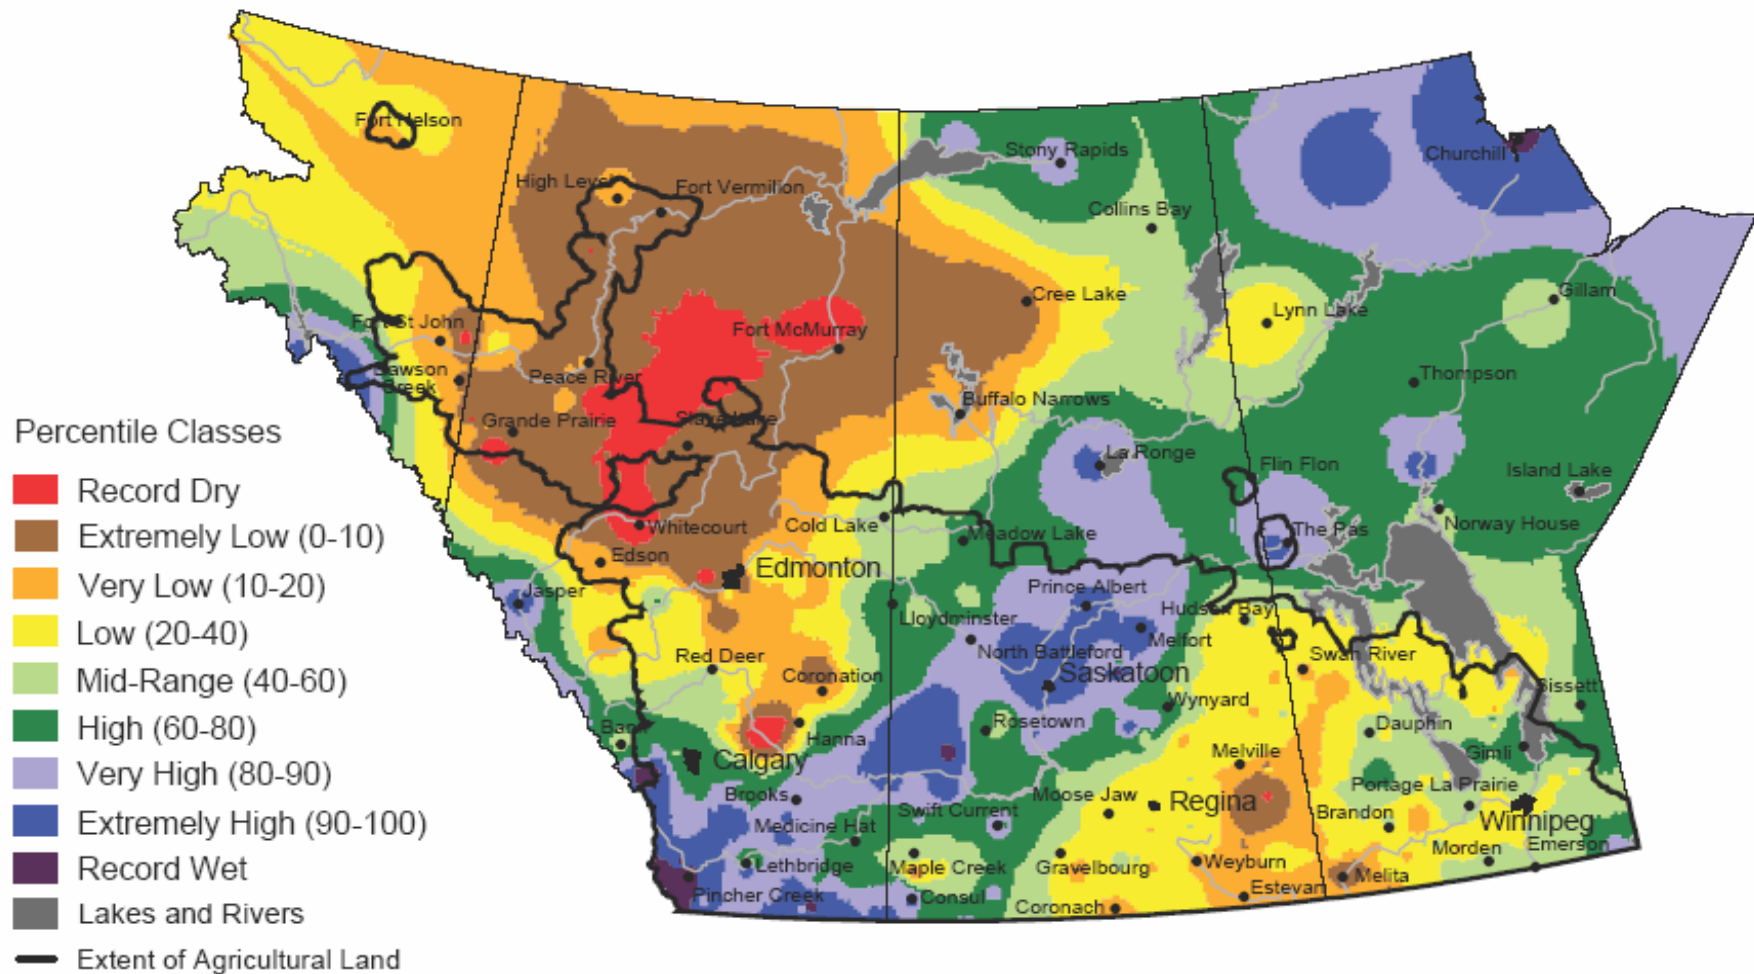 Fort Nelson
Churchill
Stony Rapids
High Level
Fort Vermilion
Collins Bay
Cree Lake
Gillam
Lynn Lake
Fort St John
Fort McMurray
Dawson
Creek
Peace River
Thompson
Buffalo Narrows
Grande Prairie
Slave Lake
Percentile Classes
Record Dry
Extremely Low (0-10)
Very Low (10-20)
Low (20-40)
Mid-Range (40-60)
High (60-80)
Very High (80-90)
Extremely High (90-100)
Record Wet
Lakes and Rivers
Extent of Agricultural Land
La Ronge
Flin Flon
Island Lake
Whitecourt
Cold Lake
Meadow Lake
The Pas
Norway House
Edson
Edmonton
Jasper
Prince Albert
Hudson Bay
Lloydminster
Melfort
North Battleford
Swan River
Red Deer
Coronation
Saskatoon
Bissett
Wynyard
Rosetown
Dauphin
Banff
Hanna
Calgary
Melville
Gimli
Portage La Prairie
Brooks
Moose Jaw
Regina
Swift Current
Brandon
Winnipeg
Medicine Hat
Morden
Emerson
Lethbridge
Maple Creek
Gravelbourg
Weyburn
Melita
Pincher Creek
Consul
Estevan
Coronach